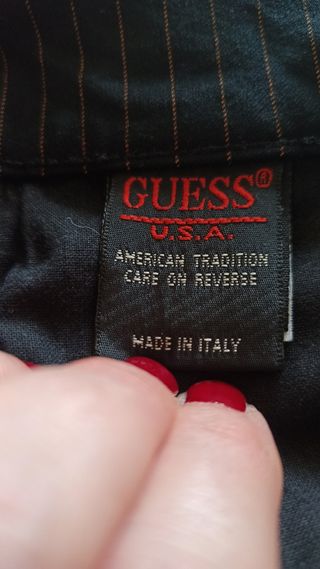 GUESS®
U.S.A.
AMERICAN TRADITION
CARE ON REVERSE
MADE IN ITALY